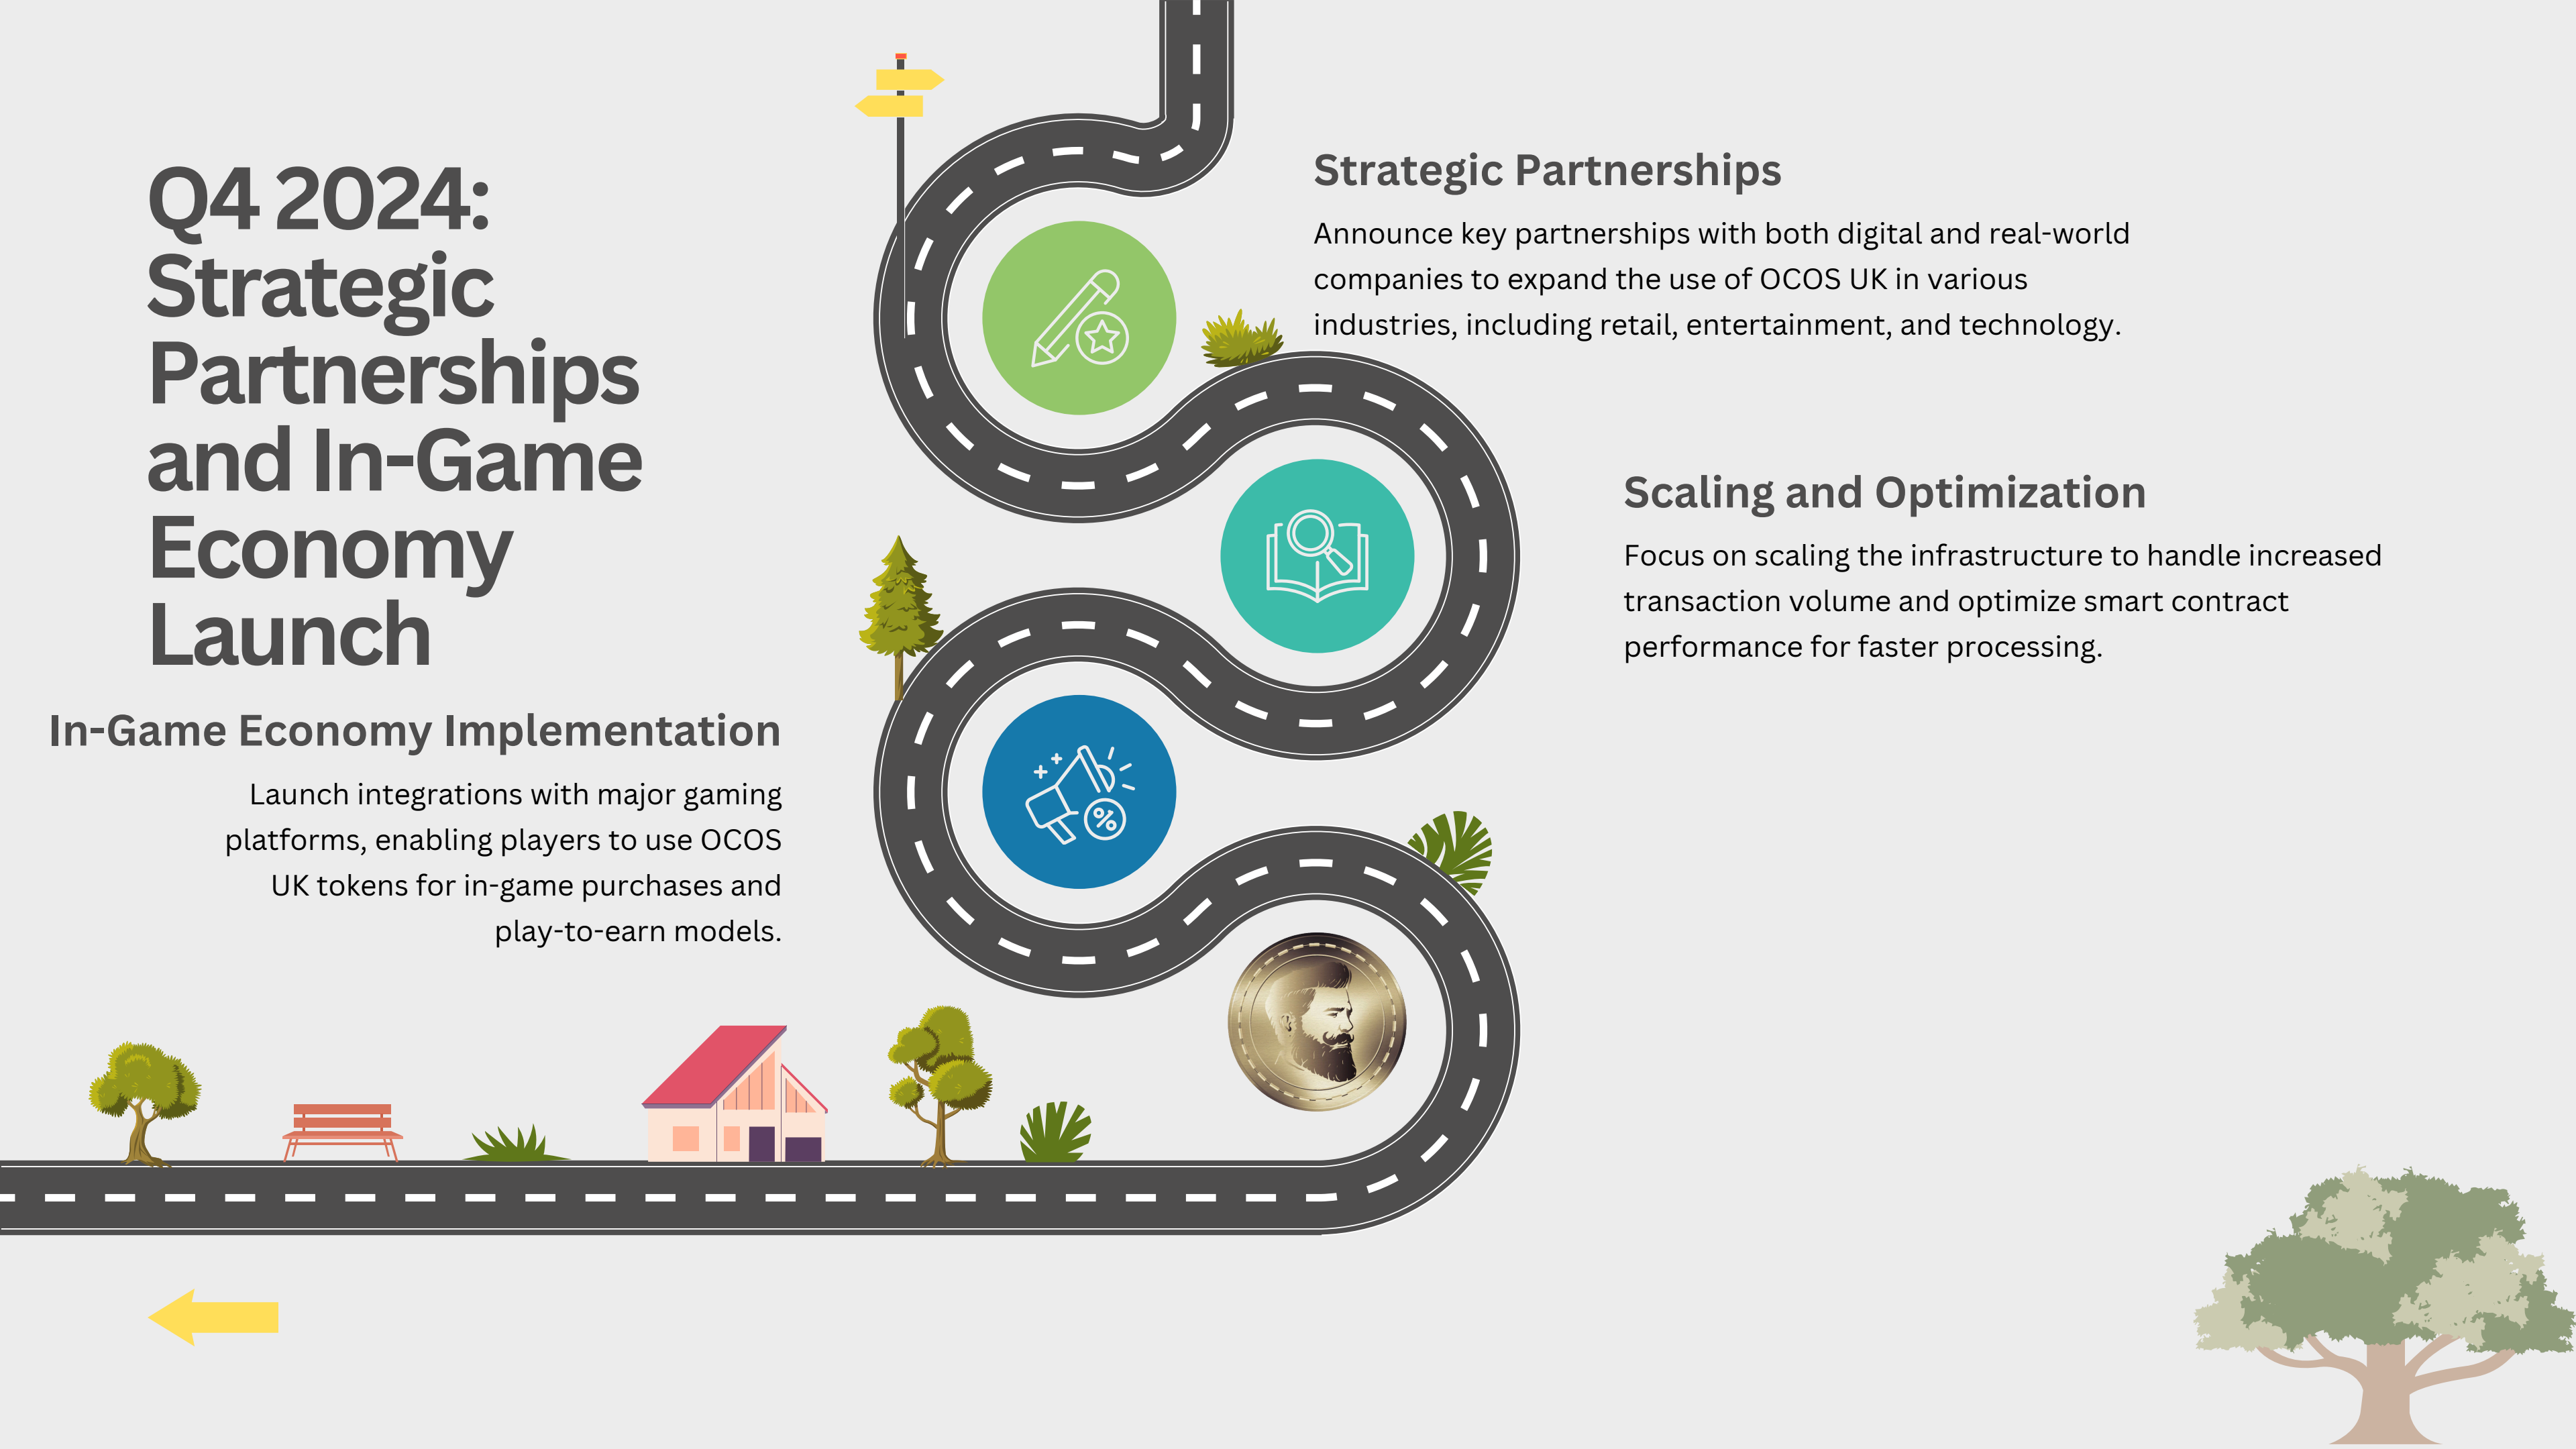 Q4 2024:
Strategic
Partnerships
and In-Game
Economy
Launch
Strategic Partnerships
Announce key partnerships with both digital and real-world
companies to expand the use of OCOS UK in various
industries, including retail, entertainment, and technology.
Scaling and Optimization
Focus on scaling the infrastructure to handle increased
transaction volume and optimize smart contract
performance for faster processing.
In-Game Economy Implementation
Launch integrations with major gaming
platforms, enabling players to use OCOS
UK tokens for in-game purchases and
play-to-earn models.
%